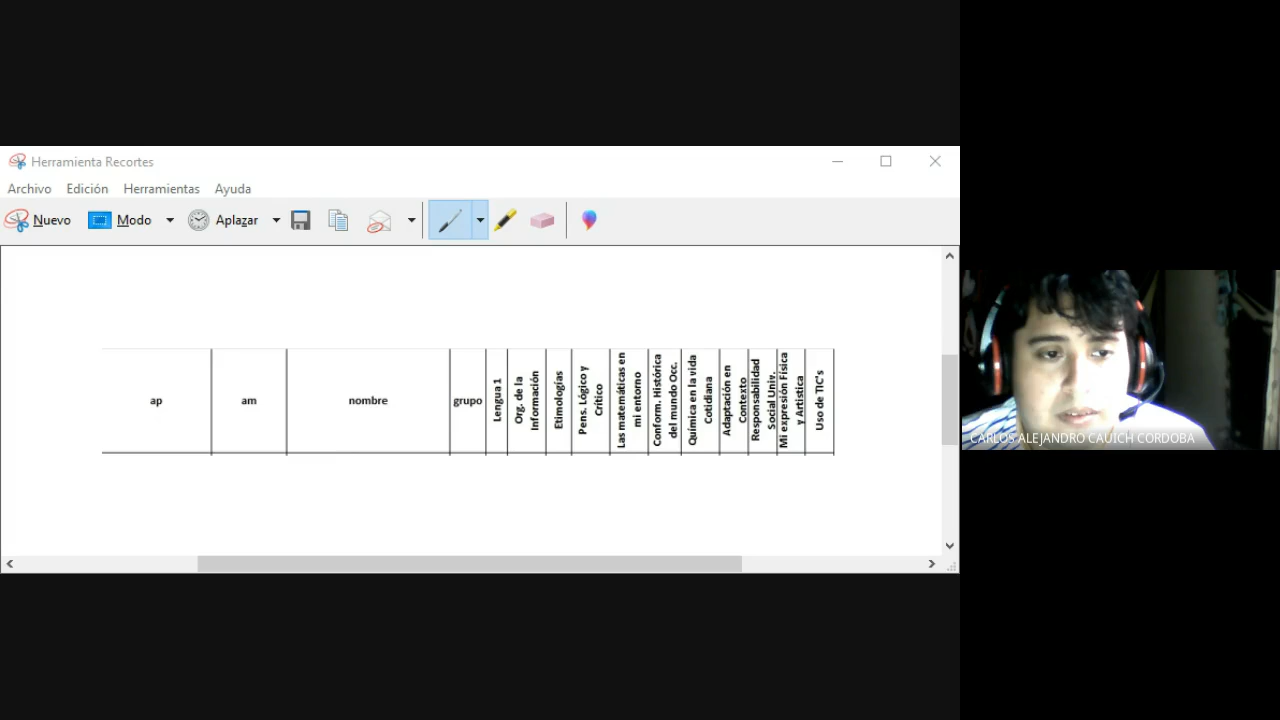 Herramienta Recortes
Archivo Edición Herramientas Ayuda
Nuevo Modo Aplazar
ap
am
nombre
grupo
Lengua 1
Org. de la
Información
Etimologías
Pens. Lógico y
Crítico
Las matemáticas en
mi entorno
Conform. Histórica
del mundo Occ.
Química en la vida
Cotidiana
Adaptación en
Contexto
Responsabilidad
Social Univ.
Mi expresión Física
y Artistica
Uso de TIC's
CARLOS ALEJANDRO CAUICH CORDOBA